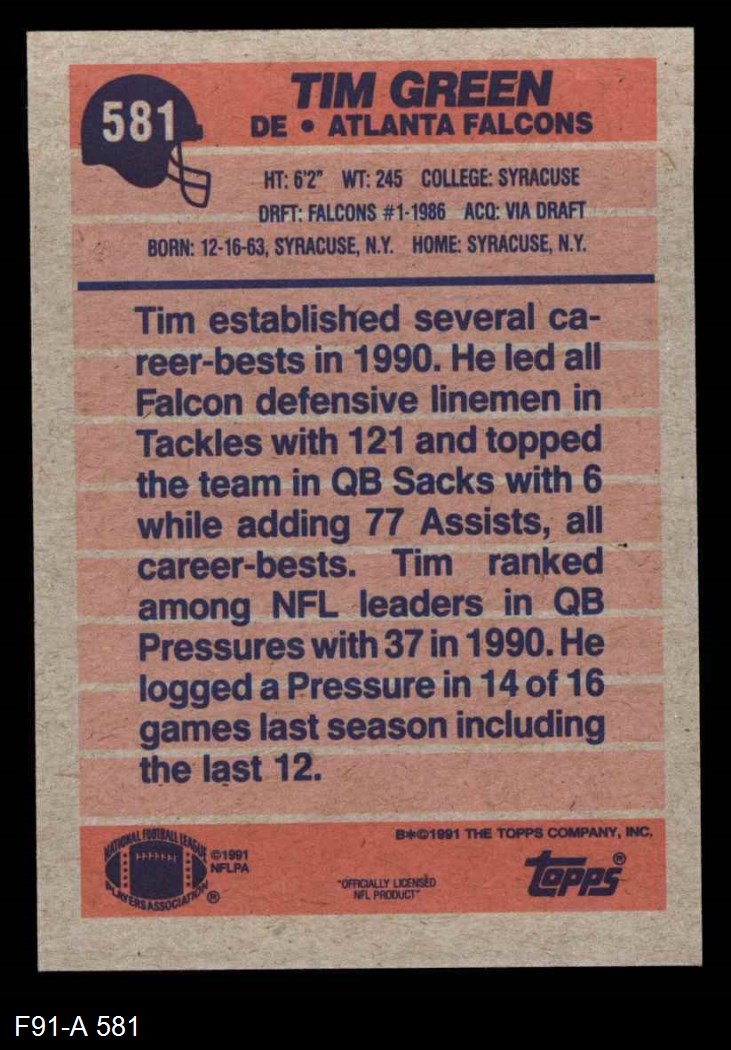 581
TIM GREEN
DE • ATLANTA FALCONS
HT: 6'2" WT: 245 COLLEGE: SYRACUSE
DRFT: FALCONS #1-1986 ACQ: VIA DRAFT
BORN: 12-16-63, SYRACUSE, N.Y. HOME: SYRACUSE, N.Y.
Tim established several ca-
reer-bests in 1990. He led all
Falcon defensive linemen in
Tackles with 121 and topped
the team in QB Sacks with 6
while adding 77 Assists, all
career-bests. Tim ranked
among NFL leaders in QB
Pressures with 37 in 1990. He
logged a Pressure in 14 of 16
games last season including
the last 12.
NATIONAL FOOTBALL LEAGUE
PLAYERS ASSOCIATION ®
©1991
NFLPA
"OFFICIALLY LICENSED
NFL PRODUCT"
B*©1991 THE TOPPS COMPANY, INC.
topps®
F91-A 581